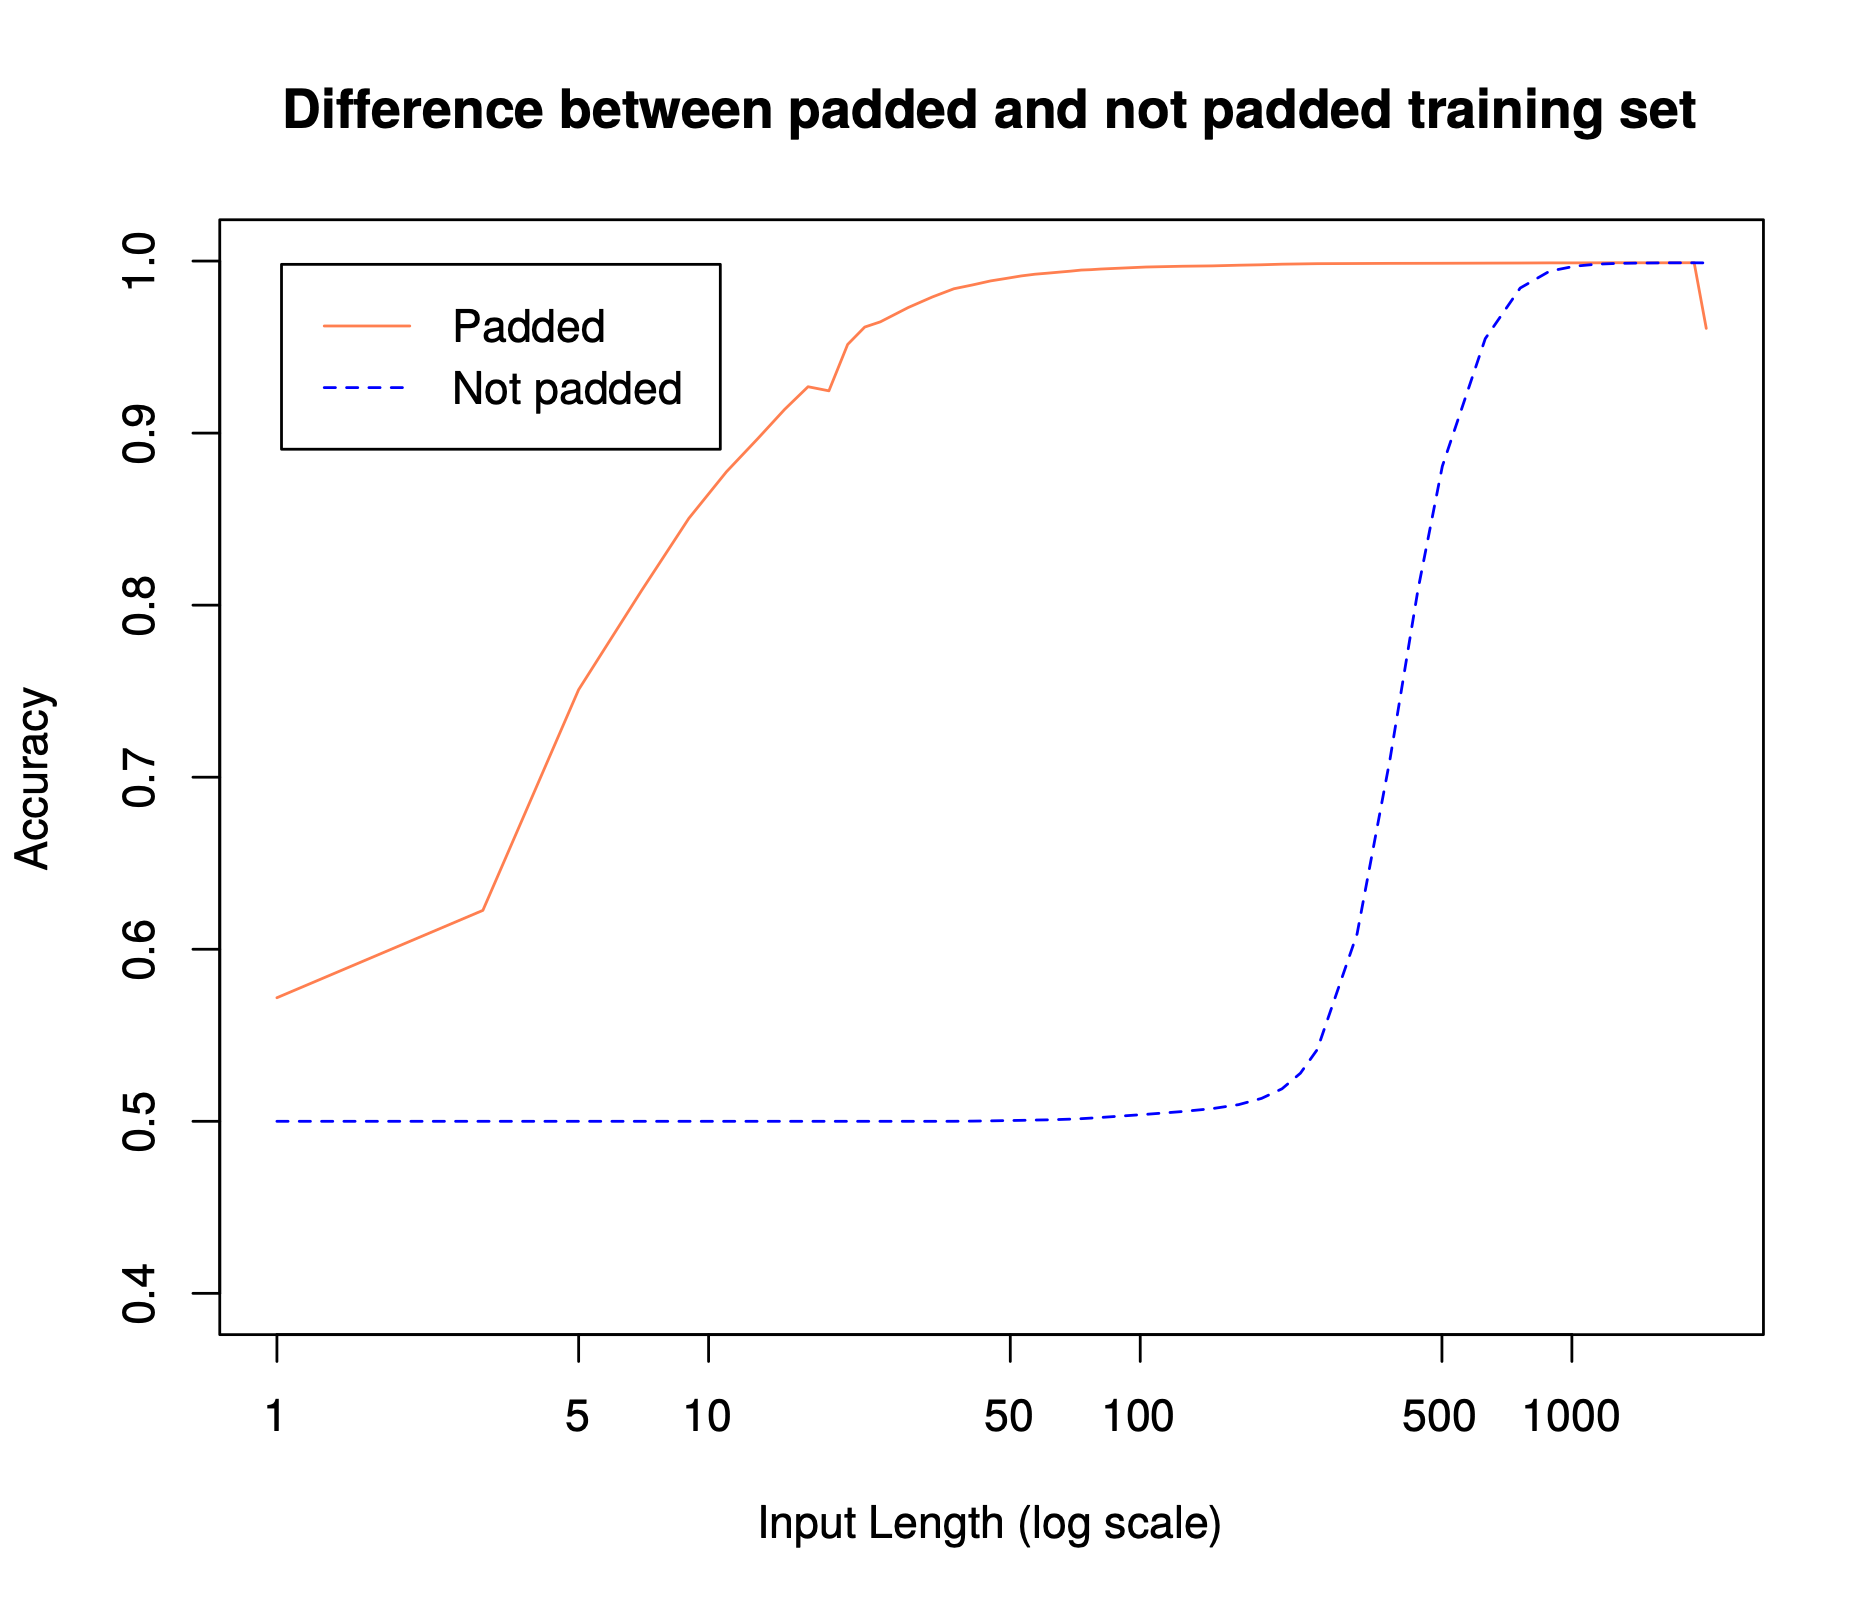 Difference between padded and not padded training set
Padded
Not padded
1.0
0.9
0.8
0.7
0.6
0.5
0.4
Accuracy
1 5 10 50 100 500 1000
Input Length (log scale)